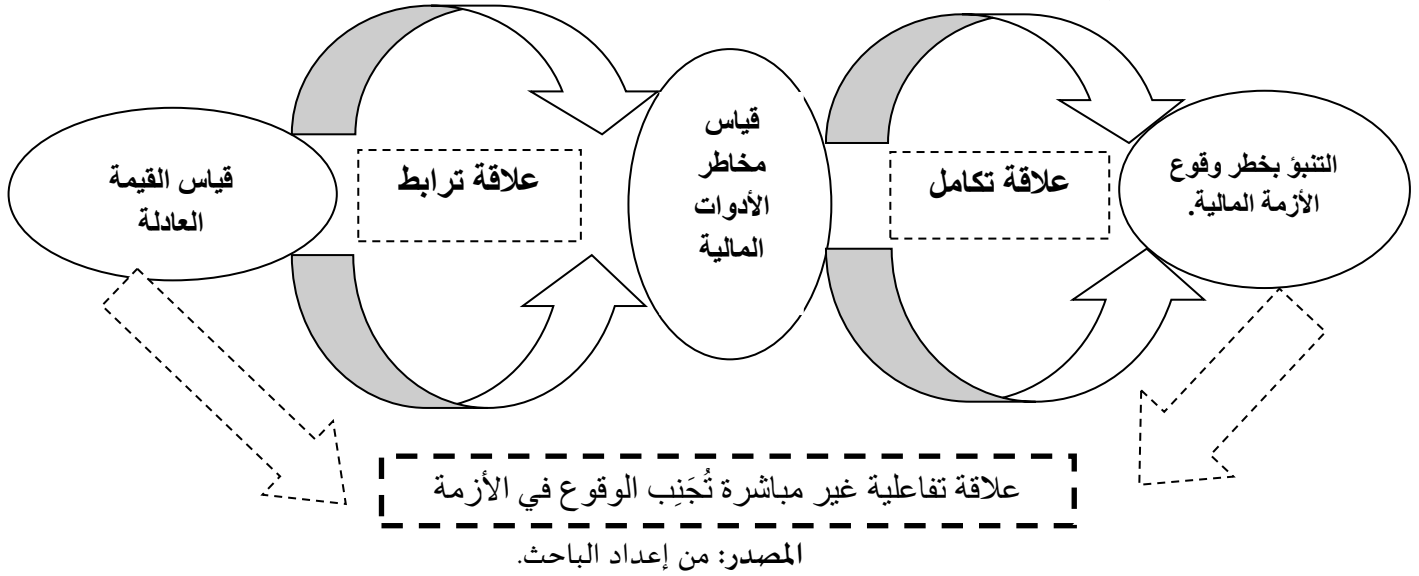 قياس القيمة
العادلة
علاقة ترابط
قياس
مخاطر
الأدوات
المالية
علاقة تكامل
التنبؤ بخطر وقوع
الأزمة المالية.
علاقة تفاعلية غير مباشرة تُجَنِب الوقوع في الأزمة
المصدر: من إعداد الباحث.